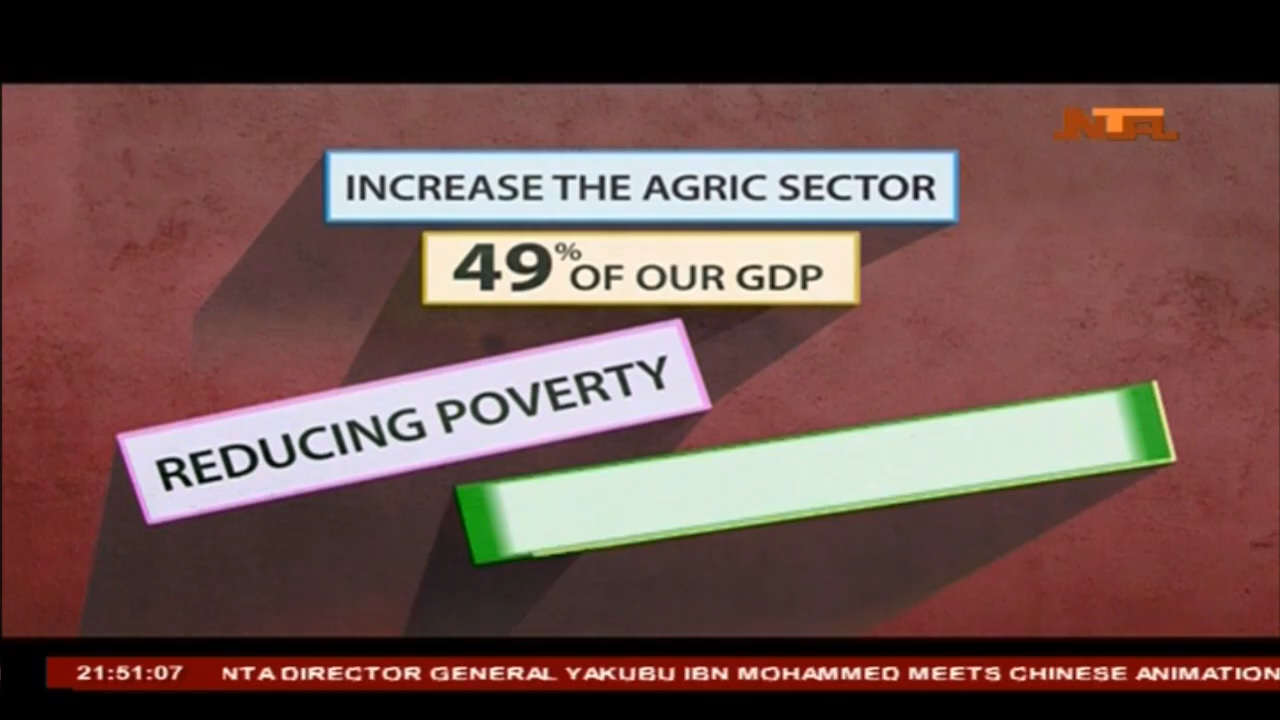 NTA
INCREASE THE AGRIC SECTOR
49% OF OUR GDP
REDUCING POVERTY
21:51:07 NTA DIRECTOR GENERAL YAKUBU IBN MOHAMMED MEETS CHINESE ANIMATION